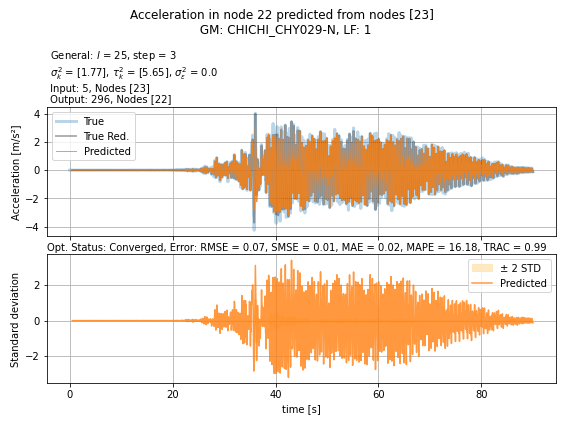 Acceleration in node 22 predicted from nodes [23]
GM: CHICHI_CHY029-N, LF: 1
General: l = 25, step = 3
σ²ₖ = [1.77], τ²ₖ = [5.65], σ²ε = 0.0
Input: 5, Nodes [23]
Output: 296, Nodes [22]
Acceleration [m/s²]
4
2
0
−2
−4
True
True Red.
Predicted
Opt. Status: Converged, Error: RMSE = 0.07, SMSE = 0.01, MAE = 0.02, MAPE = 16.18, TRAC = 0.99
Standard deviation
2
0
−2
± 2 STD
Predicted
0 20 40 60 80
time [s]